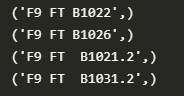 ('F9 FT B1022',)
('F9 FT B1026',)
('F9 FT  B1021.2',)
('F9 FT  B1031.2',)